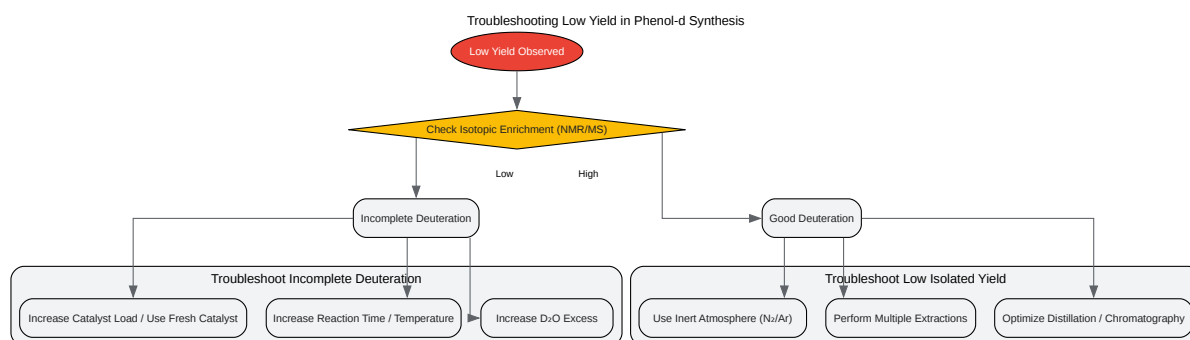 Troubleshooting Low Yield in Phenol-d Synthesis
Low Yield Observed
Check Isotopic Enrichment (NMR/MS)
Low
High
Incomplete Deuteration
Good Deuteration
Troubleshoot Incomplete Deuteration
Troubleshoot Low Isolated Yield
Increase Catalyst Load / Use Fresh Catalyst
Increase Reaction Time / Temperature
Increase D₂O Excess
Use Inert Atmosphere (N₂/Ar)
Perform Multiple Extractions
Optimize Distillation / Chromatography